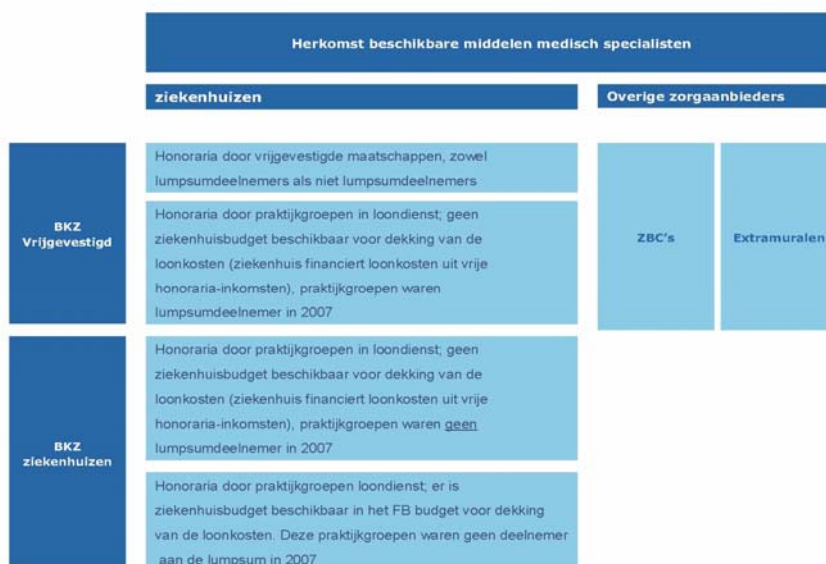 Herkomst beschikbare middelen medisch specialisten
ziekenhuizen
Overige zorgaanbieders
BKZ
Vrijgevestigd
Honoraria door vrijgevestigde maatschappen, zowel
lumpsumdeelnemers als niet lumpsumdeelnemers
Honoraria door praktijkgroepen in loondienst; geen
ziekenhuisbudget beschikbaar voor dekking van de
loonkosten (ziekenhuis financiert loonkosten uit vrije
honoraria-inkomsten), praktijkgroepen waren
lumpsumdeelnemer in 2007
ZBC's
Extramuralen
BKZ
ziekenhuizen
Honoraria door praktijkgroepen in loondienst; geen
ziekenhuisbudget beschikbaar voor dekking van de
loonkosten (ziekenhuis financiert loonkosten uit vrije
honoraria-inkomsten), praktijkgroepen waren geen
lumpsumdeelnemer in 2007
Honoraria door praktijkgroepen loondienst; er is
ziekenhuisbudget beschikbaar in het FB budget voor dekking
van de loonkosten. Deze praktijkgroepen waren geen deelnemer
aan de lumpsum in 2007